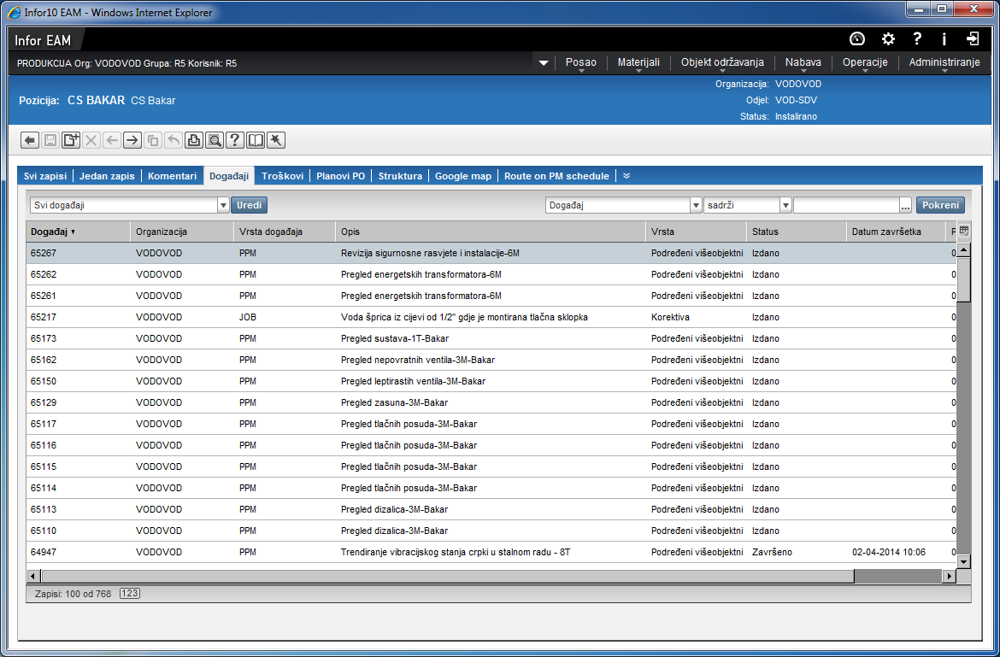 Infor10 EAM - Windows Internet Explorer
Infor EAM
PRODUKCIJA Org: VODOVOD Grupa: R5 Korisnik: R5
Posao Materijali Objekt održavanja Nabava Operacije Administriranje
Organizacija: VODOVOD
Pozicija: CS BAKAR CS Bakar
Odjel: VOD-SDV
Status: Instalirano
Svi zapisi Jedan zapis Komentari Događaji Troškovi Planovi PO Struktura Google map Route on PM schedule
Svi događaji Uredi Događaj sadrži ... Pokreni
Događaj Organizacija Vrsta događaja Opis Vrsta Status Datum završetka
65267 VODOVOD PPM Revizija sigurnosne rasvjete i instalacije-6M Podređeni višeobjektni Izdano 0
65262 VODOVOD PPM Pregled energetskih transformatora-6M Podređeni višeobjektni Izdano 0
65261 VODOVOD PPM Pregled energetskih transformatora-6M Podređeni višeobjektni Izdano 0
65217 VODOVOD JOB Voda šprica iz cijevi od 1/2" gdje je montirana tlačna sklopka Korektiva Izdano 0
65173 VODOVOD PPM Pregled sustava-1T-Bakar Podređeni višeobjektni Izdano 0
65162 VODOVOD PPM Pregled nepovratnih ventila-3M-Bakar Podređeni višeobjektni Izdano 0
65150 VODOVOD PPM Pregled leptirastih ventila-3M-Bakar Podređeni višeobjektni Izdano 0
65129 VODOVOD PPM Pregled zasuna-3M-Bakar Podređeni višeobjektni Izdano 0
65117 VODOVOD PPM Pregled tlačnih posuda-3M-Bakar Podređeni višeobjektni Izdano 0
65116 VODOVOD PPM Pregled tlačnih posuda-3M-Bakar Podređeni višeobjektni Izdano 0
65115 VODOVOD PPM Pregled tlačnih posuda-3M-Bakar Podređeni višeobjektni Izdano 0
65114 VODOVOD PPM Pregled tlačnih posuda-3M-Bakar Podređeni višeobjektni Izdano 0
65113 VODOVOD PPM Pregled dizalica-3M-Bakar Podređeni višeobjektni Izdano 0
65110 VODOVOD PPM Pregled dizalica-3M-Bakar Podređeni višeobjektni Izdano 0
64947 VODOVOD PPM Trendiranje vibracijskog stanja crpki u stalnom radu - 8T Podređeni višeobjektni Završeno 02-04-2014 10:06 0
Zapisi: 100 od 768 123